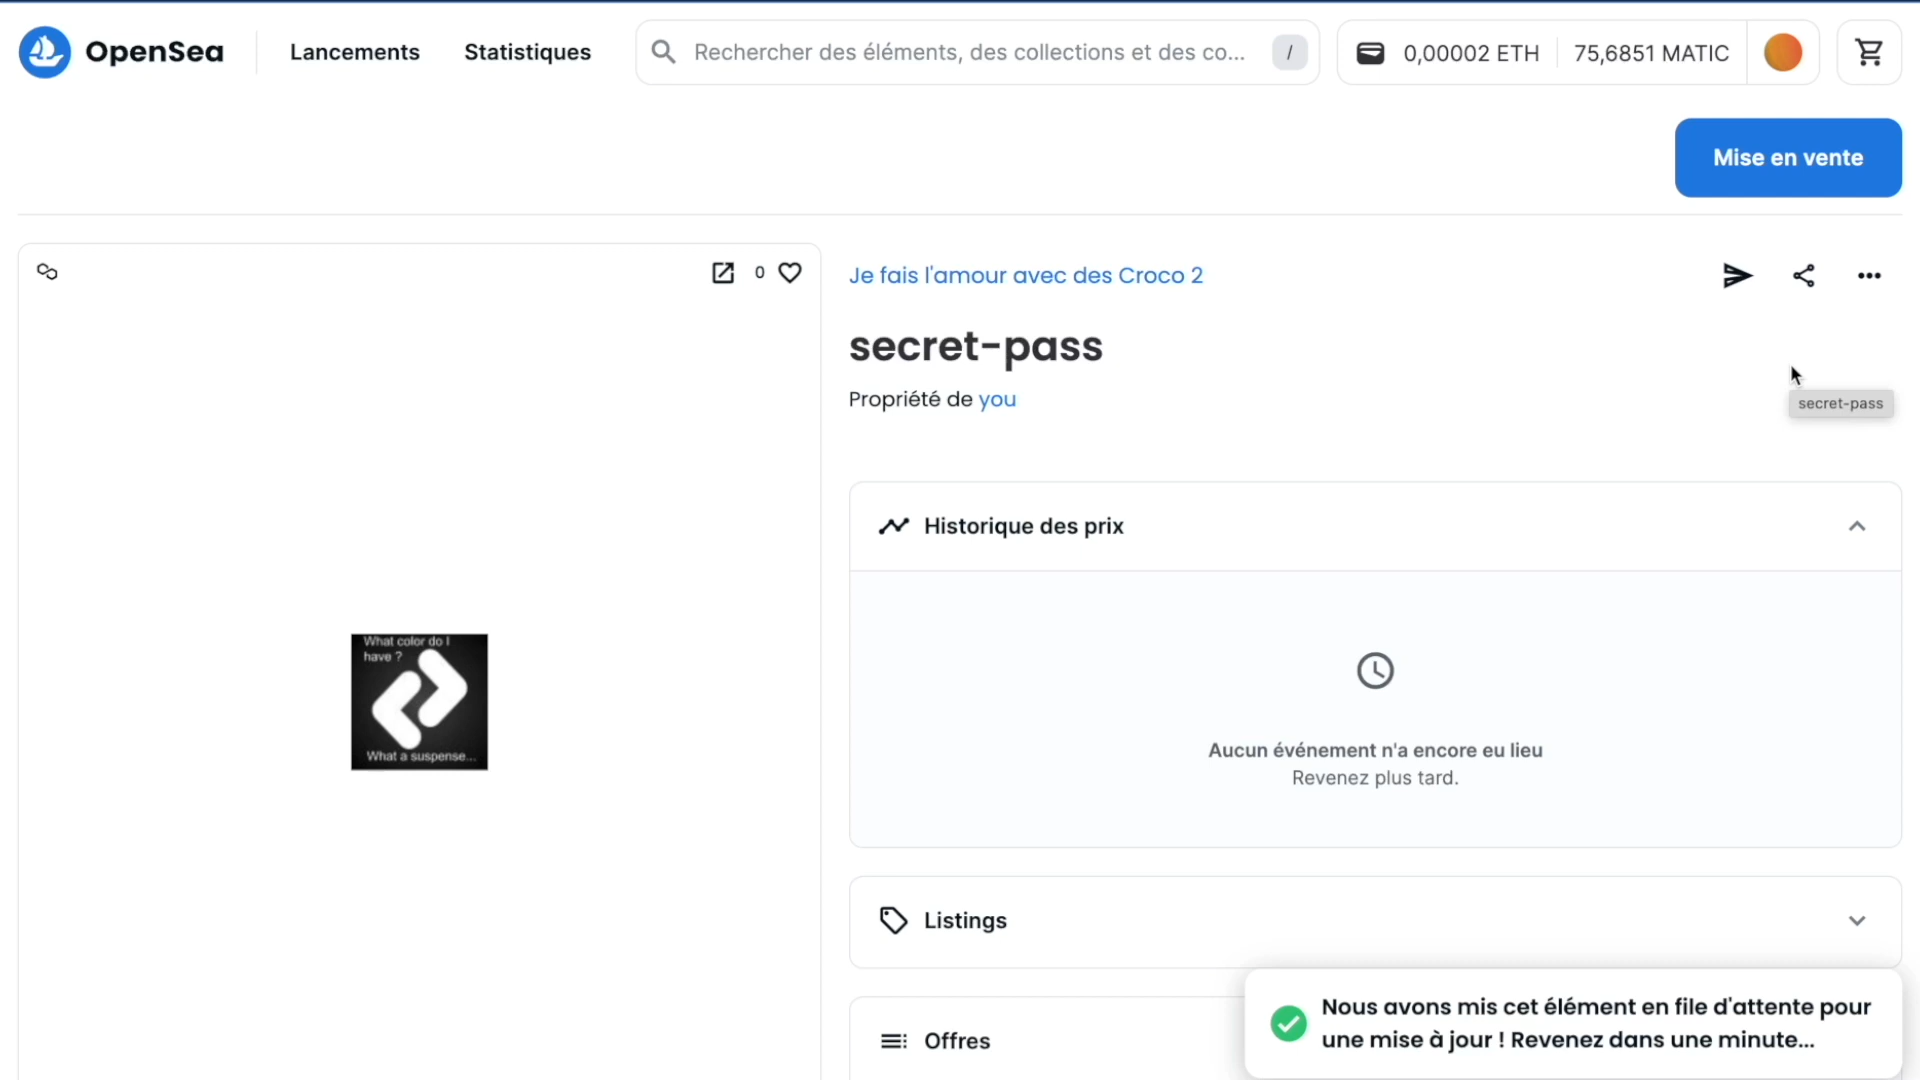 OpenSea
Lancements
Statistiques
Rechercher des éléments, des collections et des co...
/
0,00002 ETH
75,6851 MATIC
Mise en vente
0
Je fais l'amour avec des Croco 2
secret-pass
Propriété de you
secret-pass
What color do I
have ?
What a suspense...
Historique des prix
Aucun événement n'a encore eu lieu
Revenez plus tard.
Listings
Offres
Nous avons mis cet élément en file d'attente pour
une mise à jour ! Revenez dans une minute...